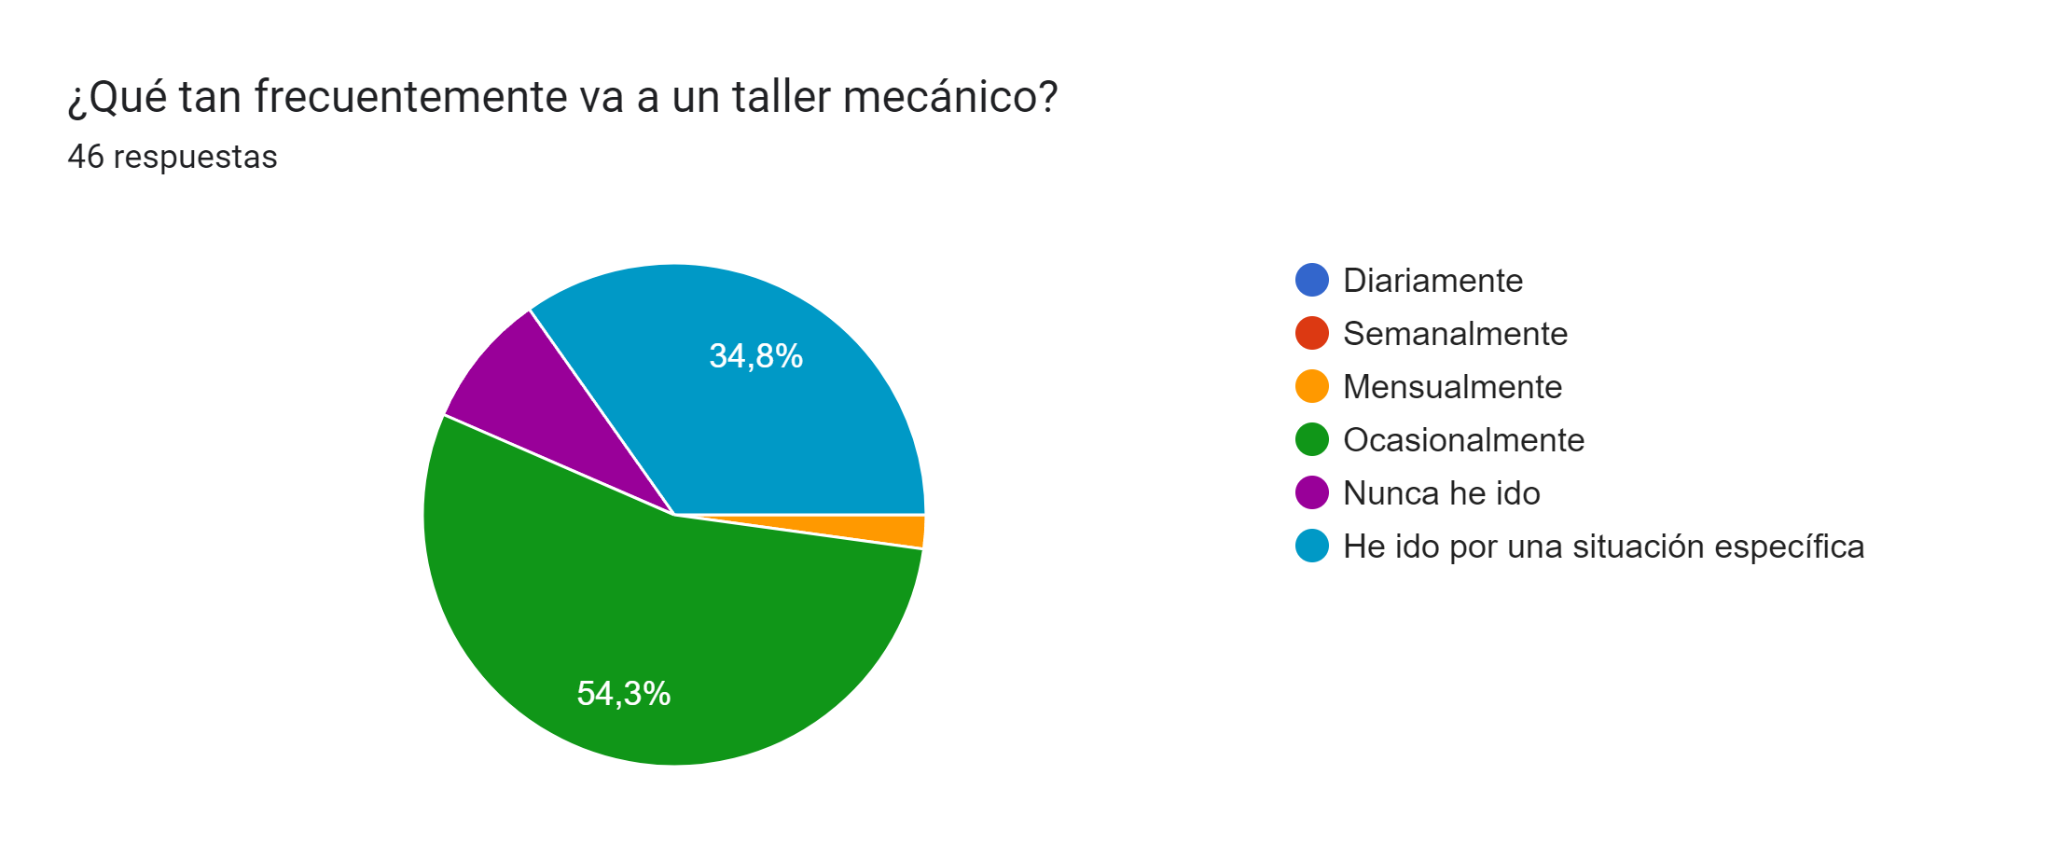 ¿Qué tan frecuentemente va a un taller mecánico?
46 respuestas
34,8%
54,3%
Diariamente
Semanalmente
Mensualmente
Ocasionalmente
Nunca he ido
He ido por una situación específica